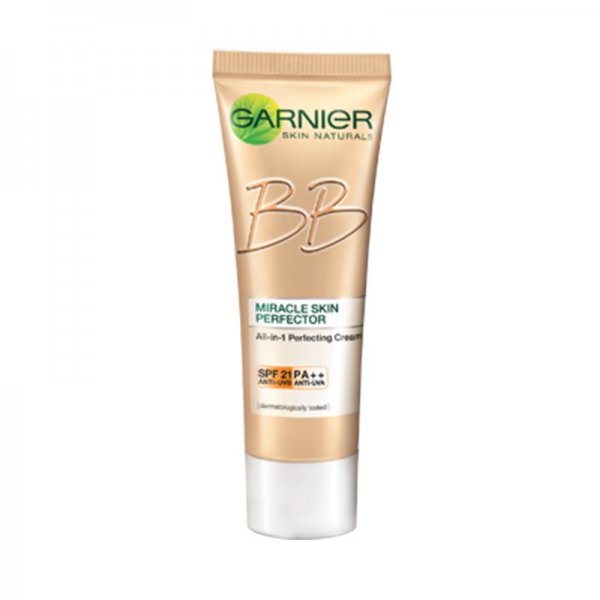 GARNIER
SKIN NATURALS
BB
MIRACLE SKIN
PERFECTOR
All-in-1 Perfecting Cream
SPF 21 PA++
ANTI-UVB ANTI-UVA
[dermatologically tested]